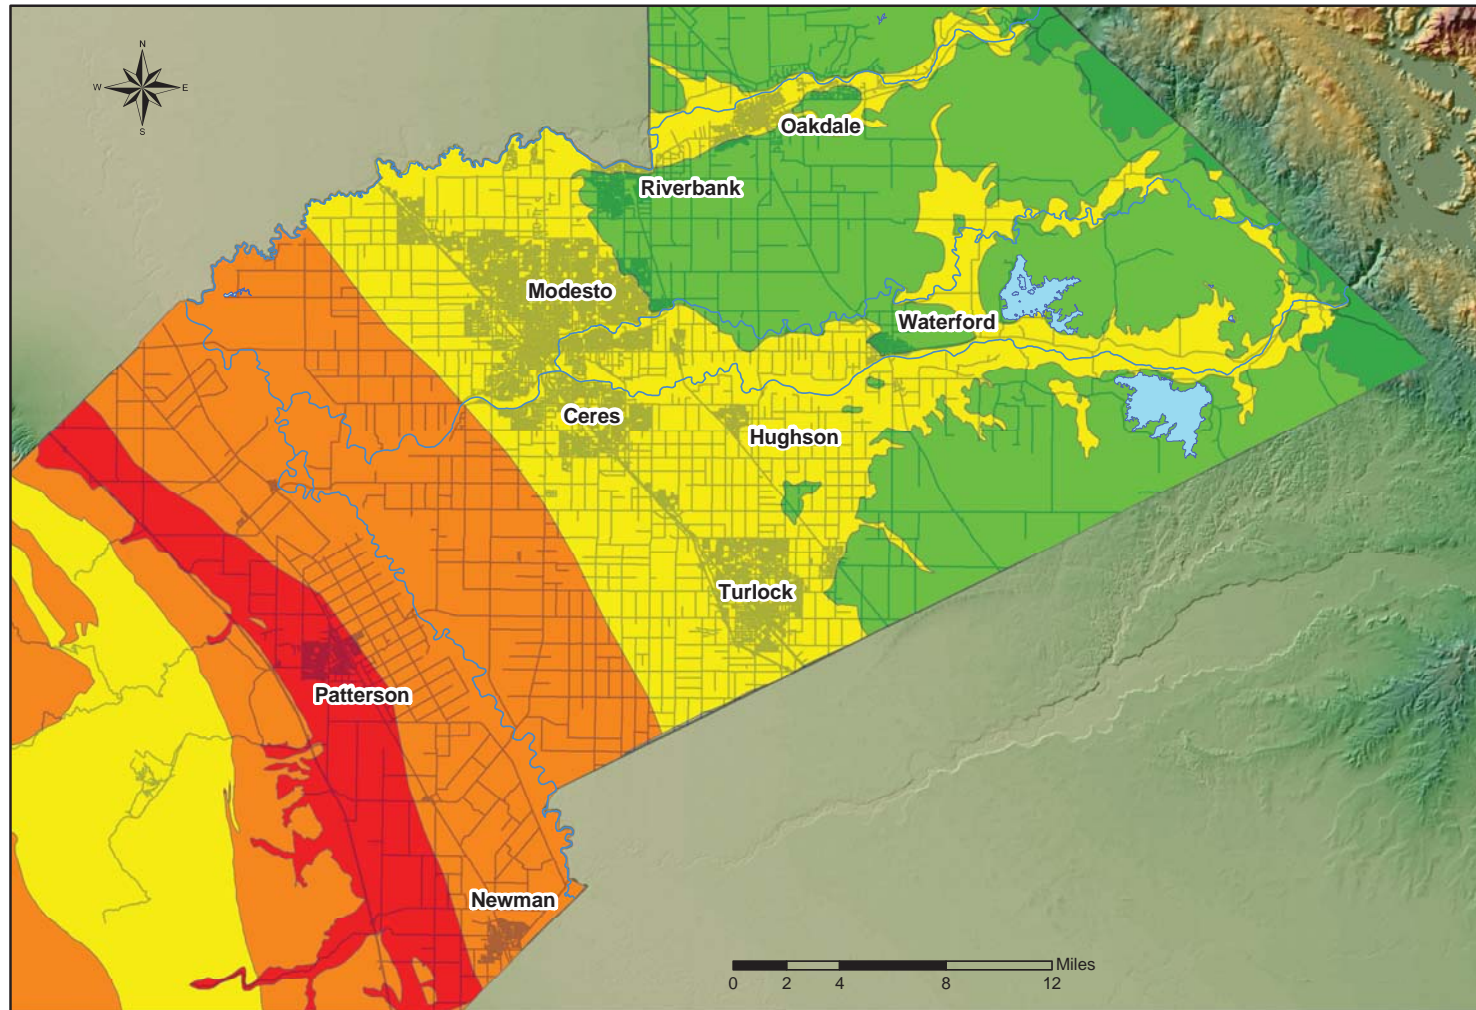 N
W E
S
Oakdale
Riverbank
Modesto
Waterford
Ceres
Hughson
Turlock
Patterson
Newman
Miles
0 2 4 8 12